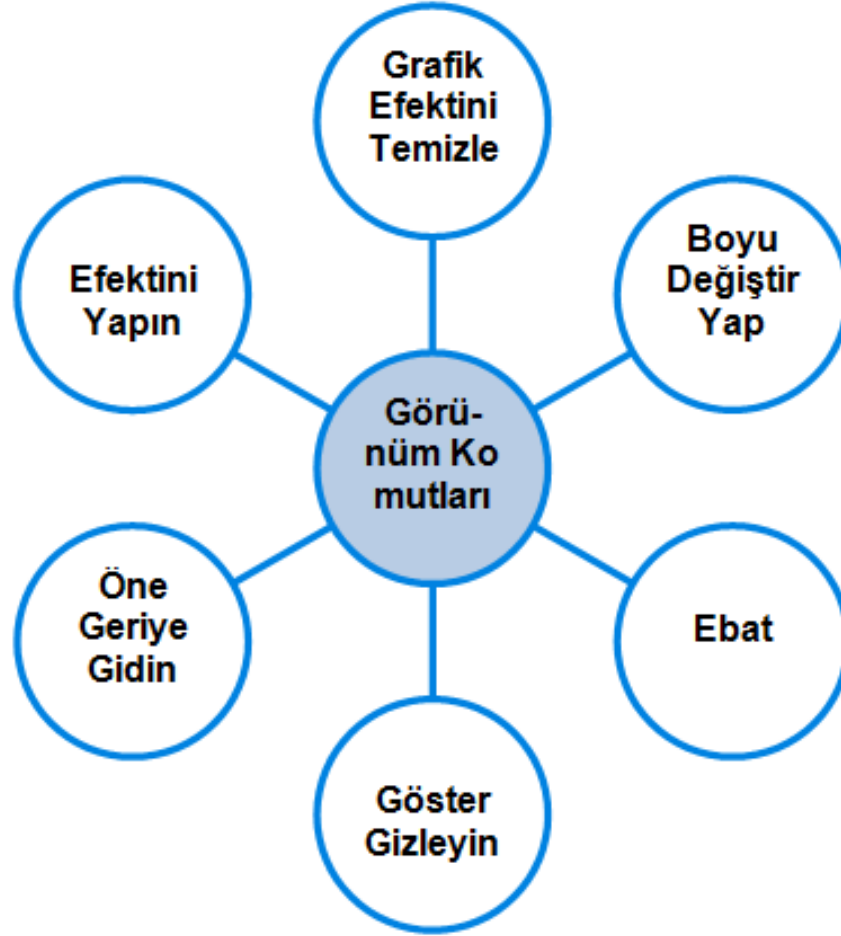 Grafik
Efektini
Temizle
Boyu
Değiştir
Yap
Efektini
Yapın
Görü-
nüm Ko
mutları
Öne
Geriye
Gidin
Ebat
Göster
Gizleyin